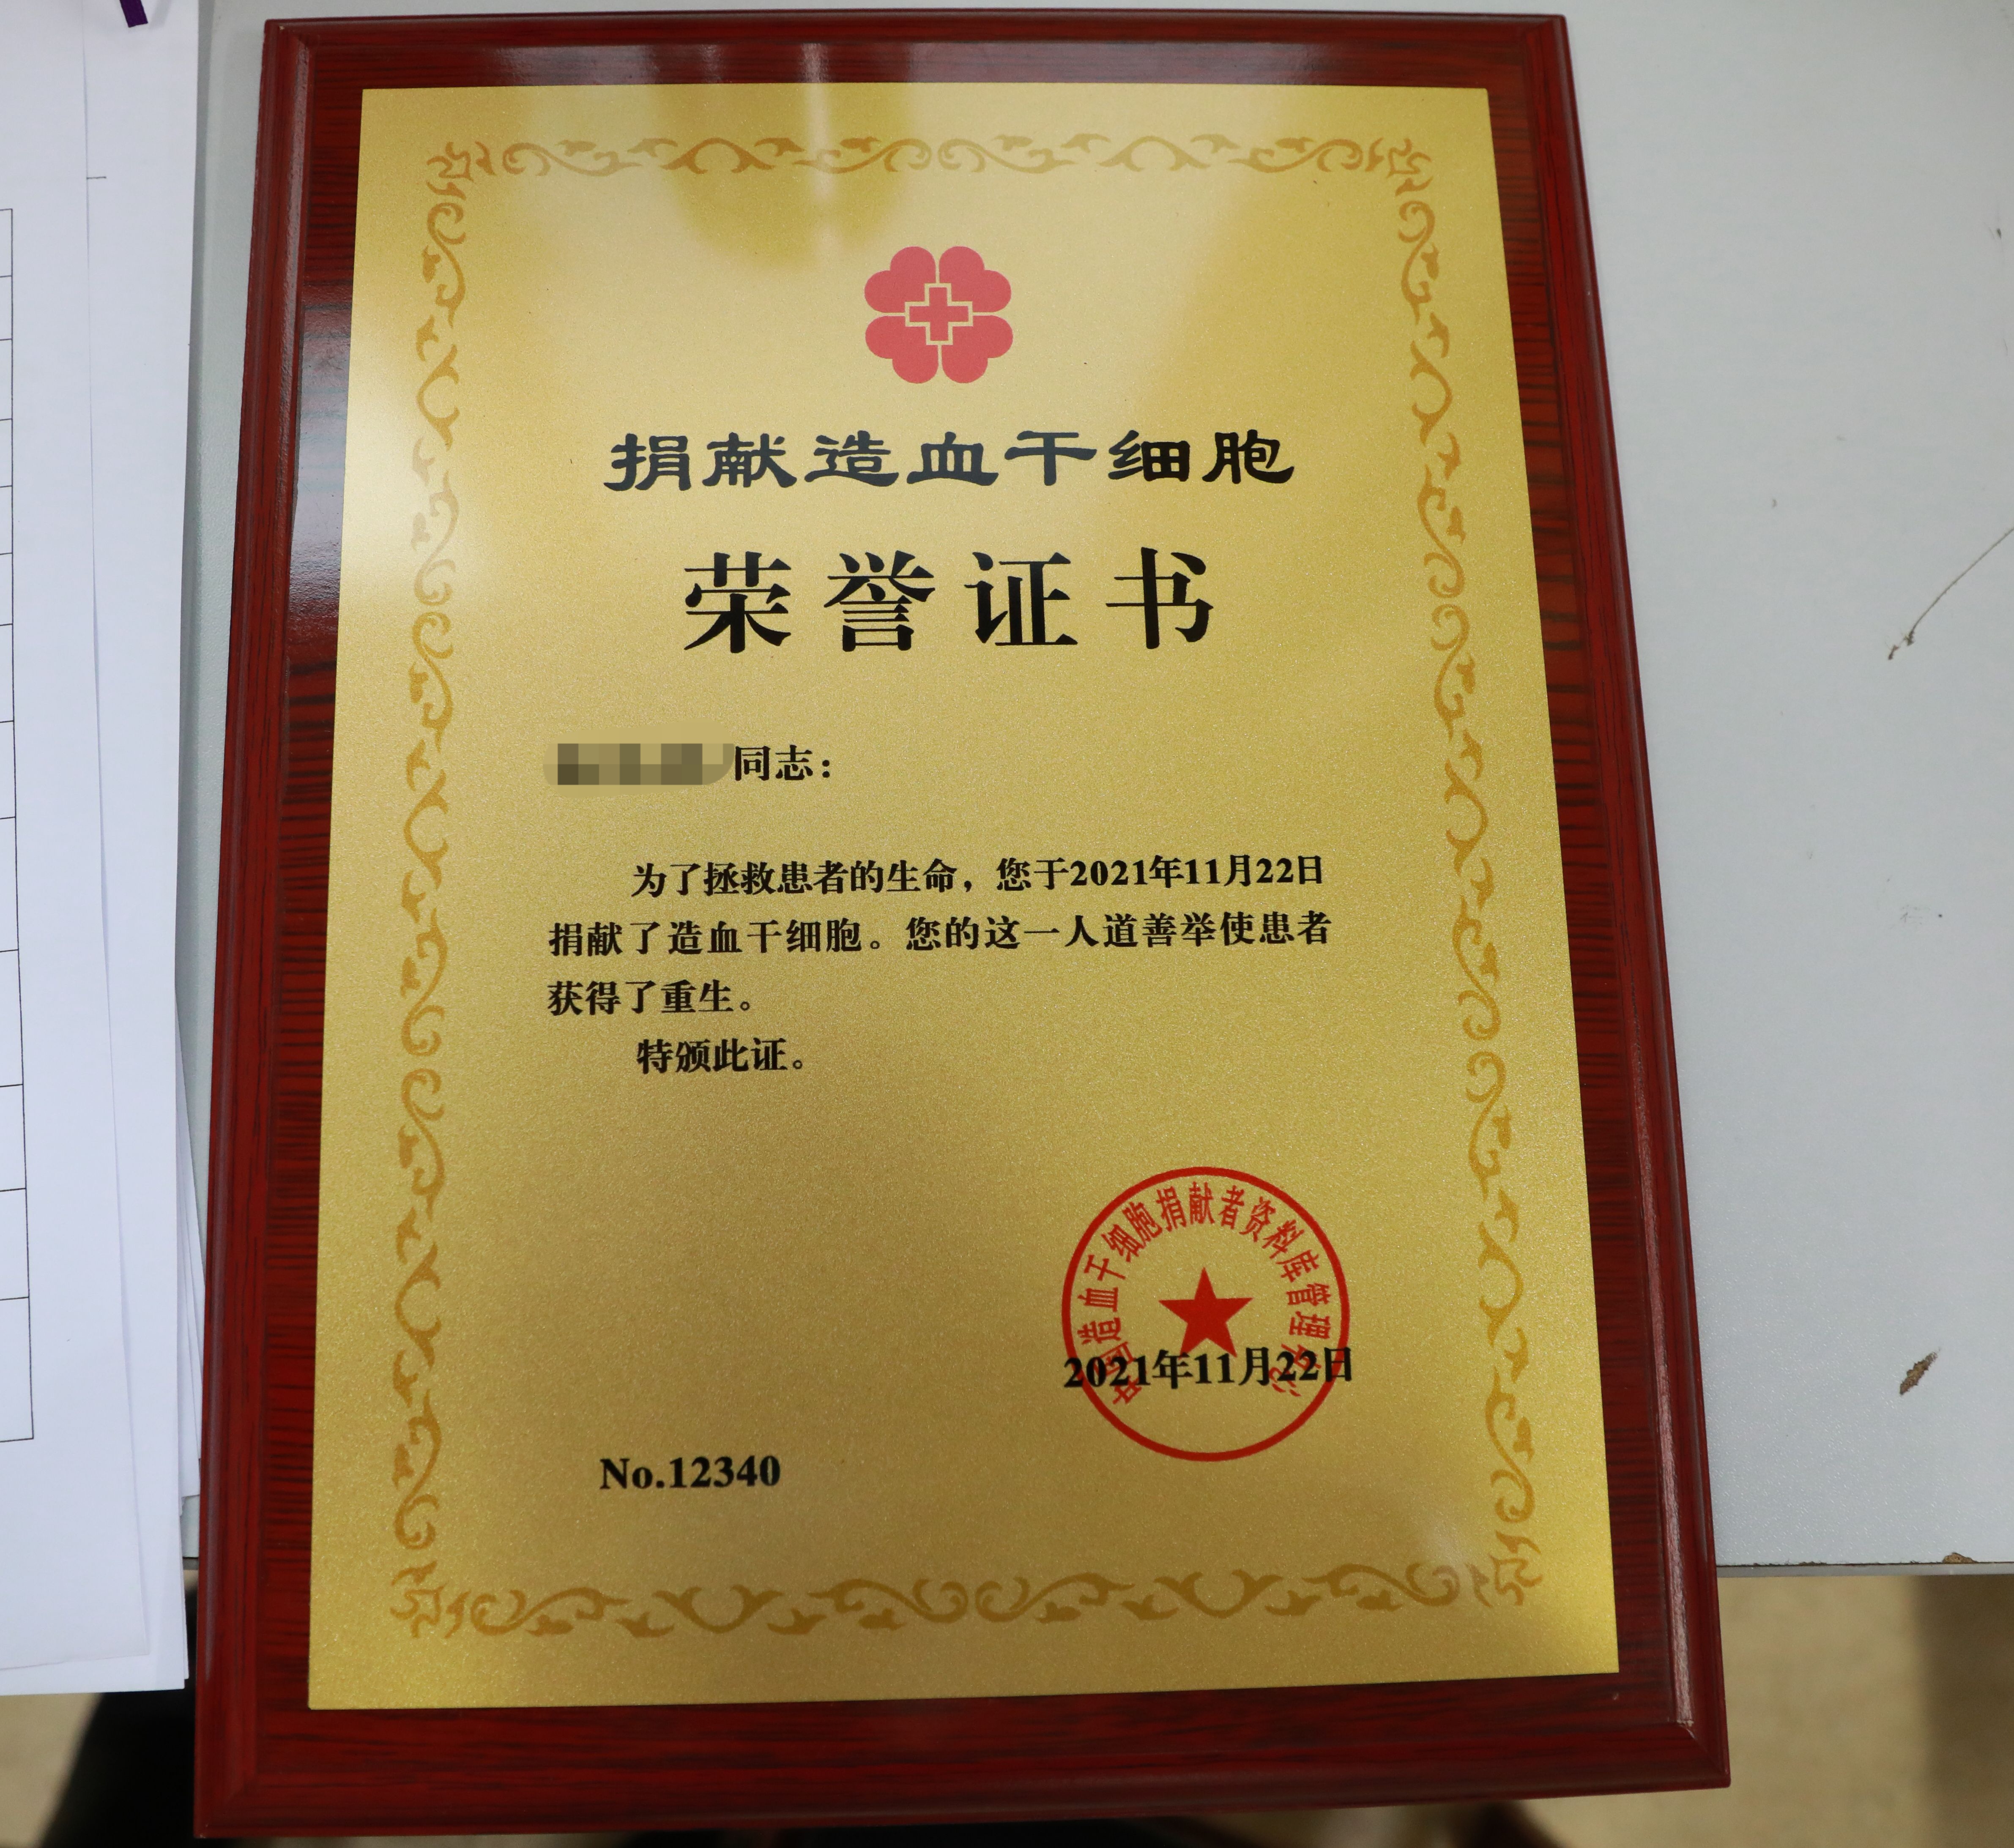 捐献造血干细胞
荣誉证书
同志：
为了拯救患者的生命，您于2021年11月22日
捐献了造血干细胞。您的这一人道善举使患者
获得了重生。
特颁此证。
中国造血干细胞捐献者资料库管理中心
2021年11月22日
No.12340